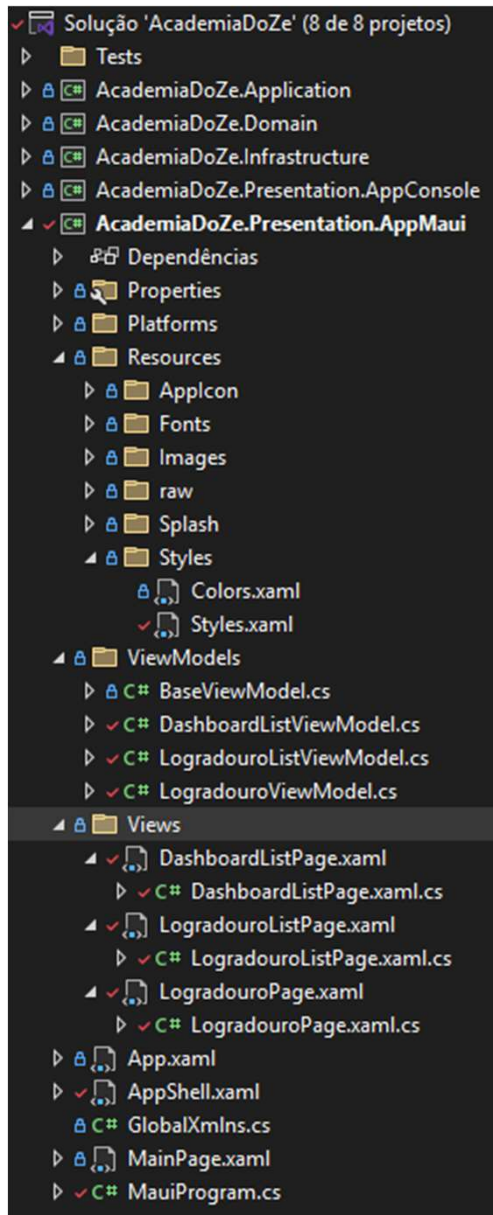 Solução 'AcademiaDoZe' (8 de 8 projetos)
Tests
C# AcademiaDoZe.Application
C# AcademiaDoZe.Domain
C# AcademiaDoZe.Infrastructure
C# AcademiaDoZe.Presentation.AppConsole
C# AcademiaDoZe.Presentation.AppMaui
Dependências
Properties
Platforms
Resources
AppIcon
Fonts
Images
raw
Splash
Styles
Colors.xaml
Styles.xaml
ViewModels
C# BaseViewModel.cs
C# DashboardListViewModel.cs
C# LogradouroListViewModel.cs
C# LogradouroViewModel.cs
Views
DashboardListPage.xaml
C# DashboardListPage.xaml.cs
LogradouroListPage.xaml
C# LogradouroListPage.xaml.cs
LogradouroPage.xaml
C# LogradouroPage.xaml.cs
App.xaml
AppShell.xaml
C# GlobalXmlns.cs
MainPage.xaml
C# MauiProgram.cs